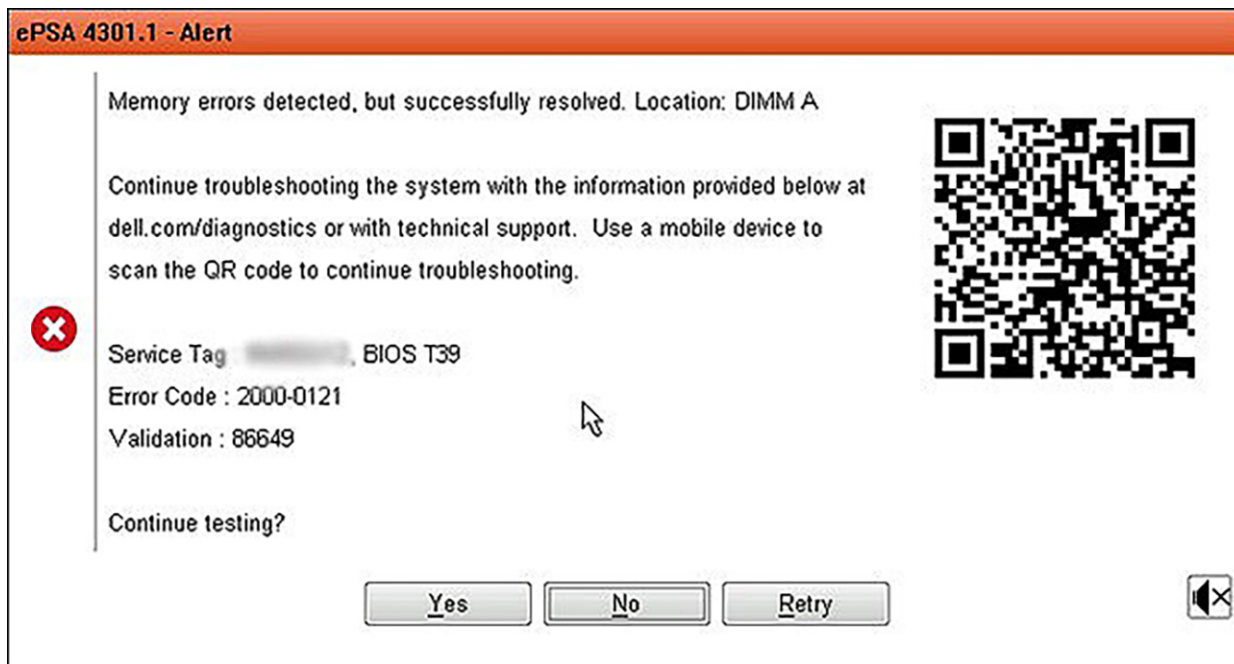 ePSA 4301.1 - Alert
Memory errors detected, but successfully resolved. Location: DIMM A
Continue troubleshooting the system with the information provided below at
dell.com/diagnostics or with technical support. Use a mobile device to
scan the QR code to continue troubleshooting.
Service Tag : , BIOS T39
Error Code : 2000-0121
Validation : 86649
Continue testing?
Yes No Retry